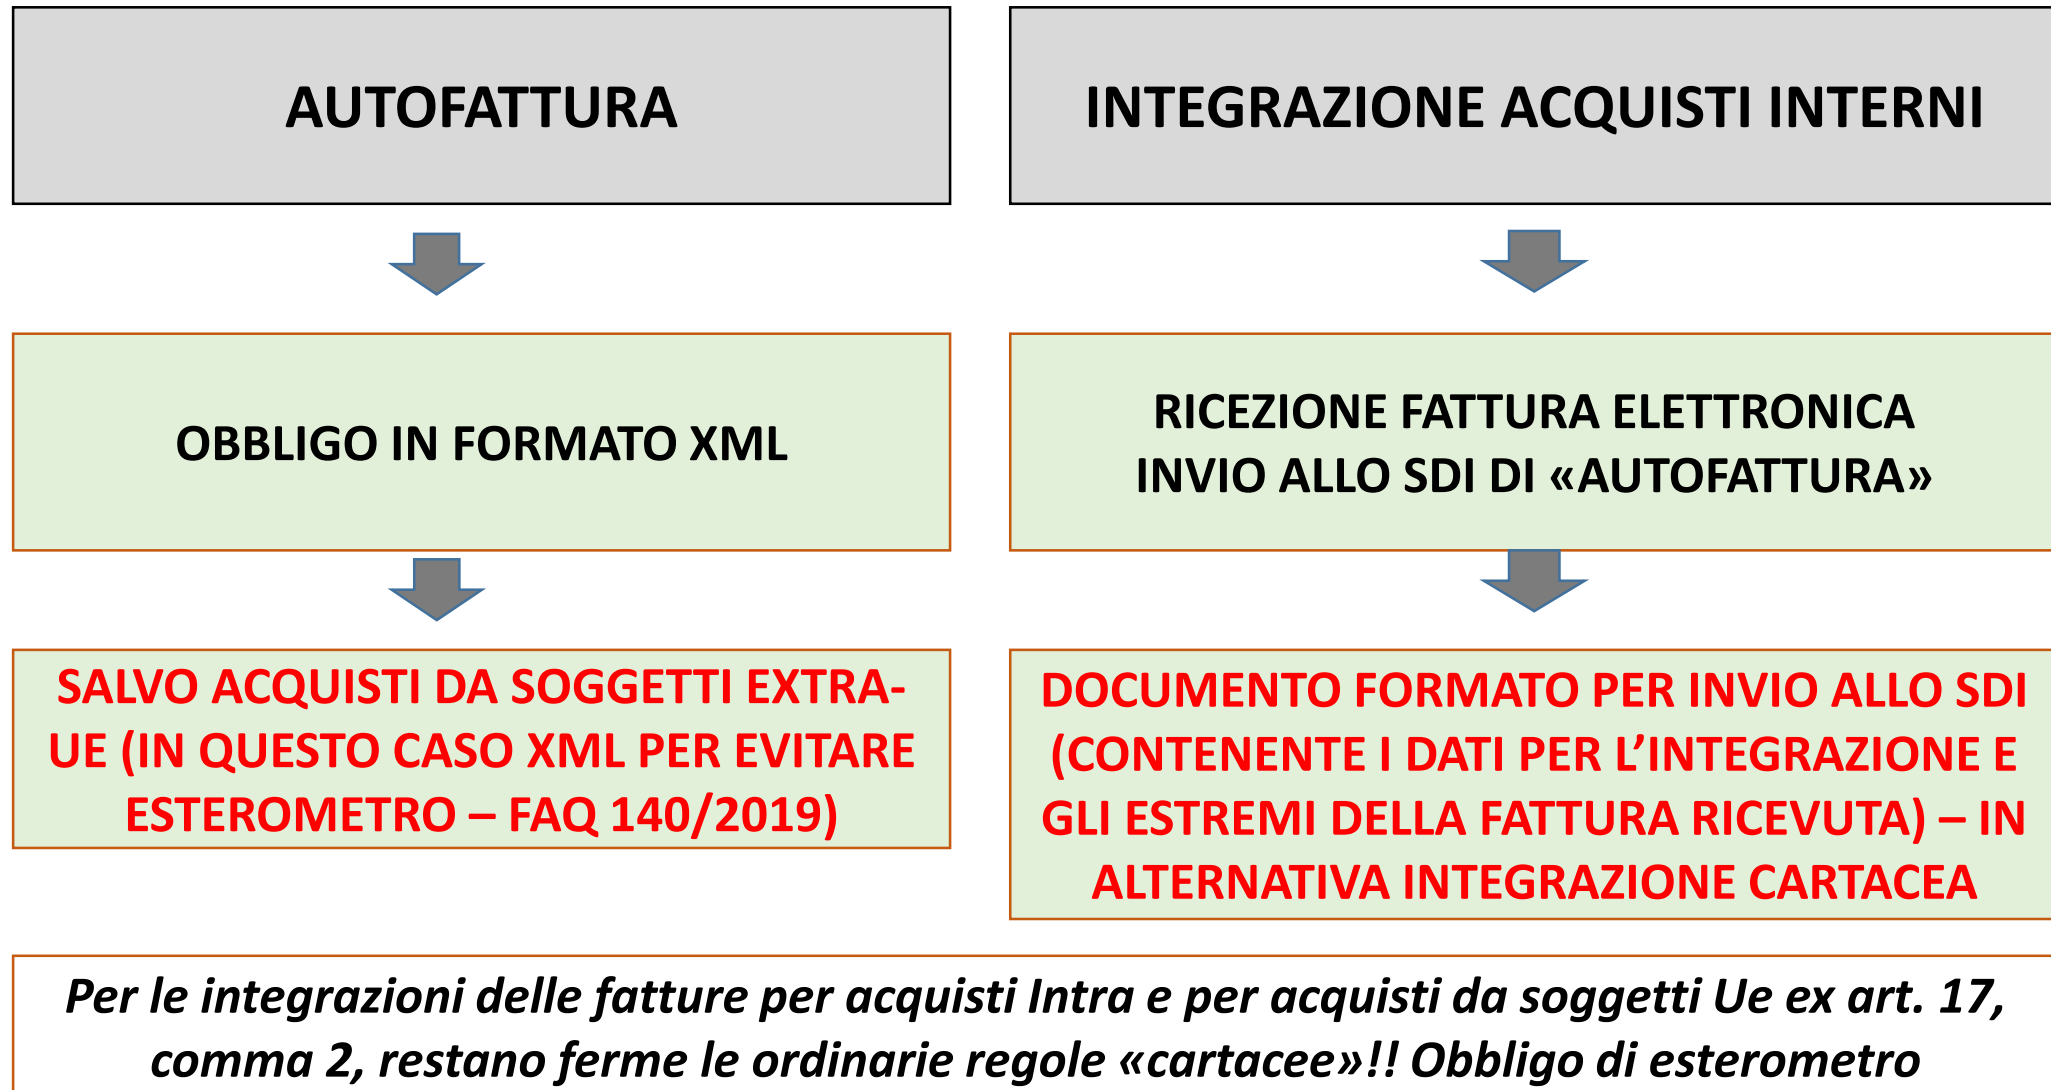 AUTOFATTURA
OBBLIGO IN FORMATO XML
SALVO ACQUISTI DA SOGGETTI EXTRA-
UE (IN QUESTO CASO XML PER EVITARE
ESTEROMETRO – FAQ 140/2019)
INTEGRAZIONE ACQUISTI INTERNI
RICEZIONE FATTURA ELETTRONICA
INVIO ALLO SDI DI «AUTOFATTURA»
DOCUMENTO FORMATO PER INVIO ALLO SDI
(CONTENENTE I DATI PER L’INTEGRAZIONE E
GLI ESTREMI DELLA FATTURA RICEVUTA) – IN
ALTERNATIVA INTEGRAZIONE CARTACEA
Per le integrazioni delle fatture per acquisti Intra e per acquisti da soggetti Ue ex art. 17,
comma 2, restano ferme le ordinarie regole «cartacee»!! Obbligo di esterometro